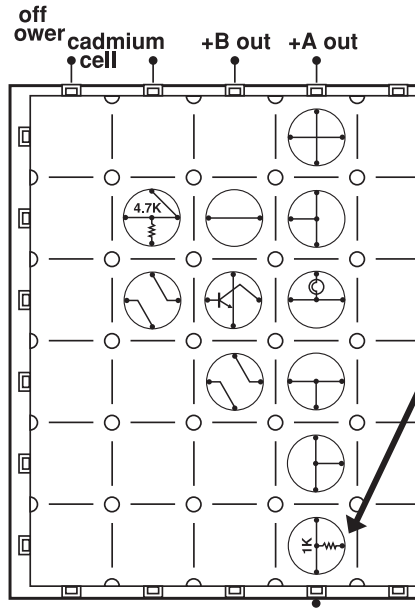 off
ower
cadmium
cell
+B out
+A out
4.7K
1K